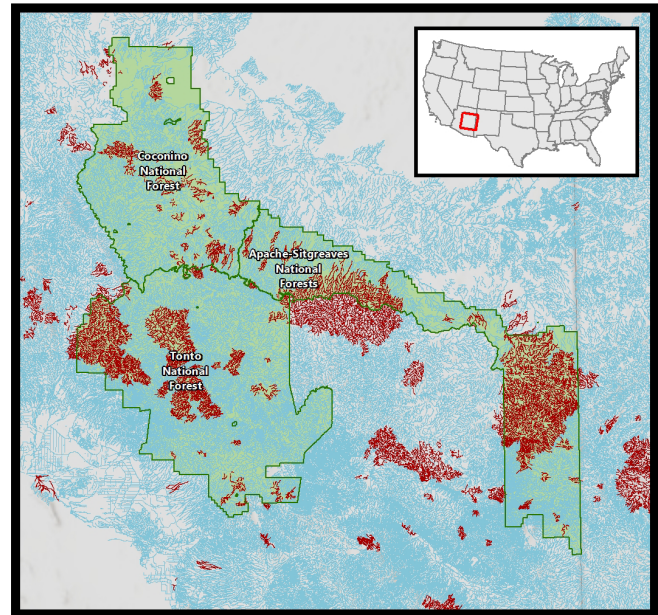 Coconino
National
Forest
Apache-Sitgreaves
National
Forests
Tonto
National
Forest